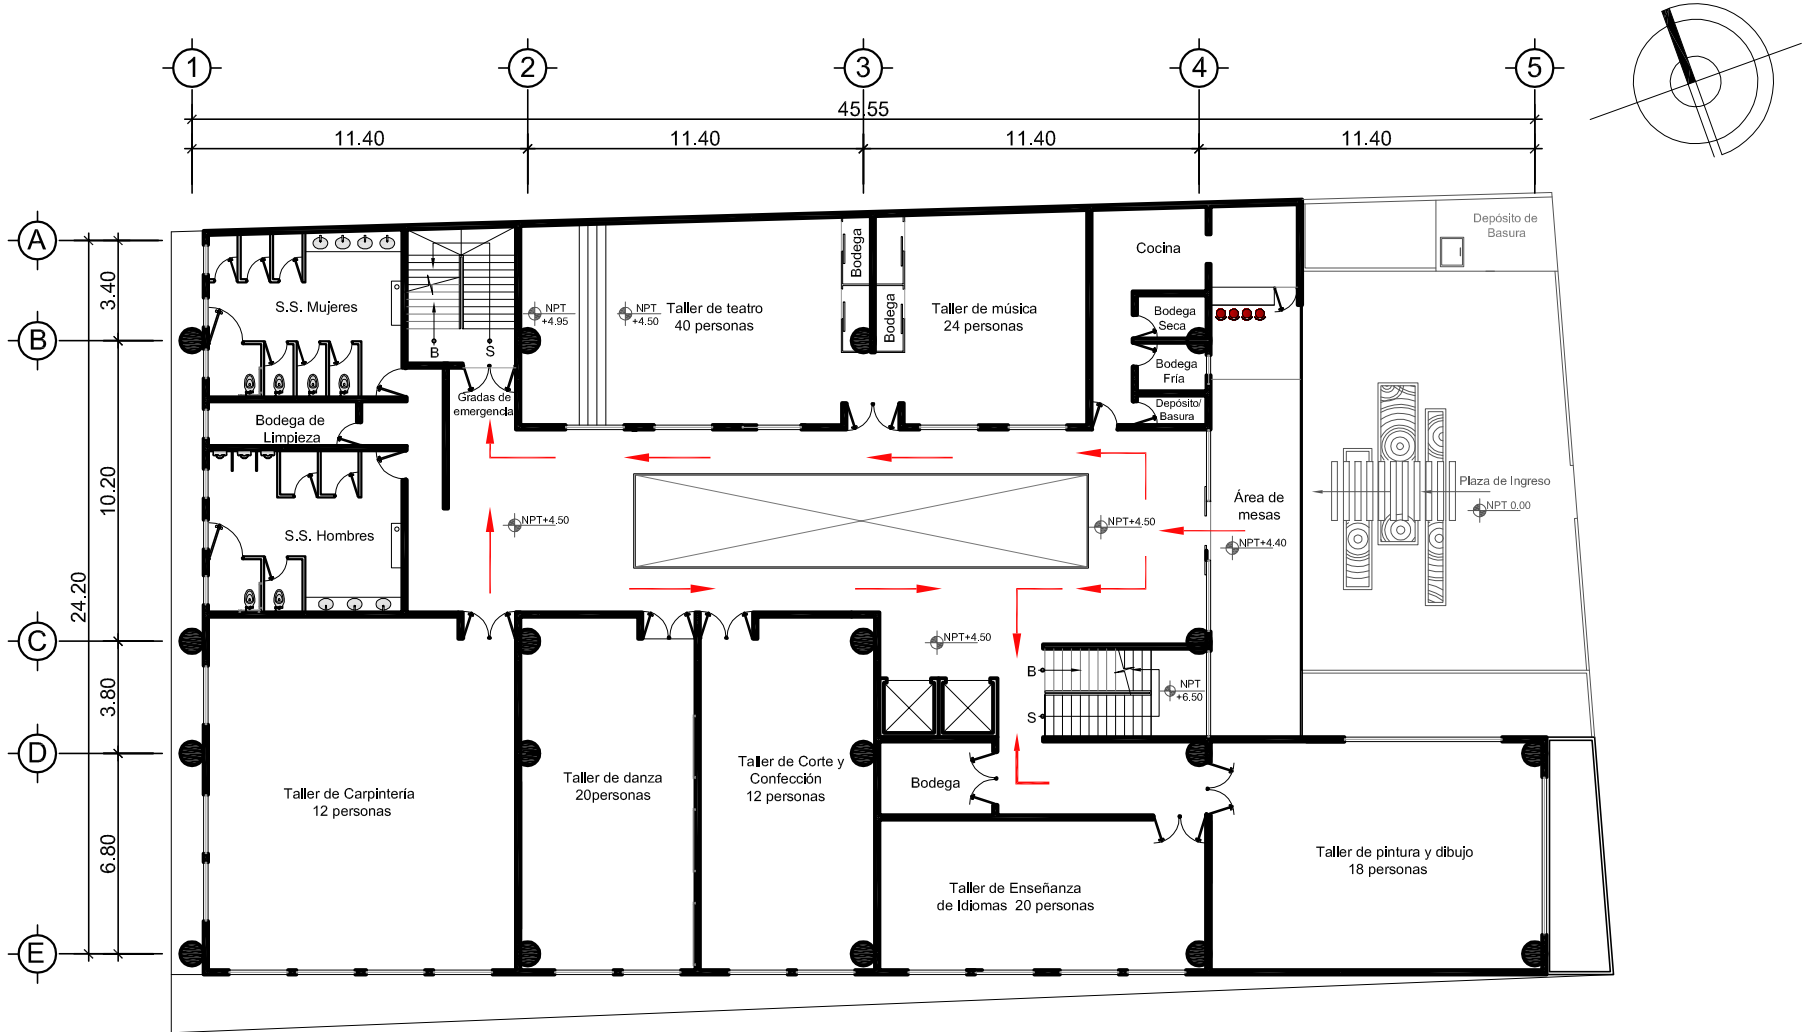 1
2
3
4
5
45.55
11.40
11.40
11.40
11.40
A
B
C
D
E
3.40
10.20
3.80
6.80
24.20
S.S. Mujeres
B
S
Gradas de
emergencia
Bodega de
Limpieza
S.S. Hombres
NPT
+4.95
NPT
+4.50
Taller de teatro
40 personas
Bodega
Bodega
Taller de música
24 personas
Cocina
Bodega
Seca
Bodega
Fría
Depósito/
Basura
Depósito de
Basura
Área de
mesas
NPT+4.40
Plaza de Ingreso
NPT 0.00
NPT+4.50
NPT+4.50
NPT+4.50
B
S
NPT
+6.50
Taller de Carpintería
12 personas
Taller de danza
20personas
Taller de Corte y
Confección
12 personas
Bodega
Taller de Enseñanza
de Idiomas 20 personas
Taller de pintura y dibujo
18 personas